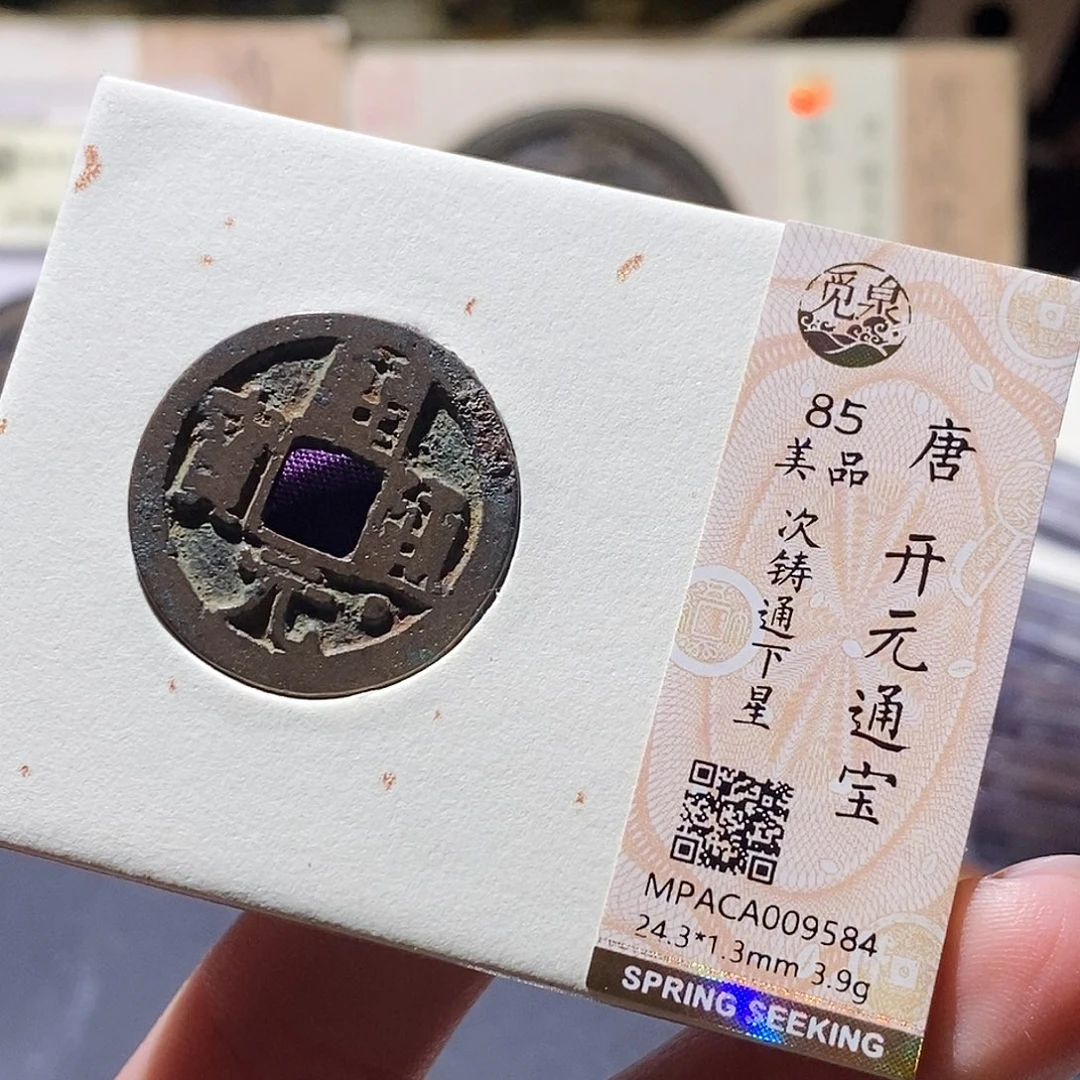 觅泉
85
美品
唐 开元通宝
次铸通下星
MPACA009584
24.3*1.3mm 3.9g
SPRING SEEKING